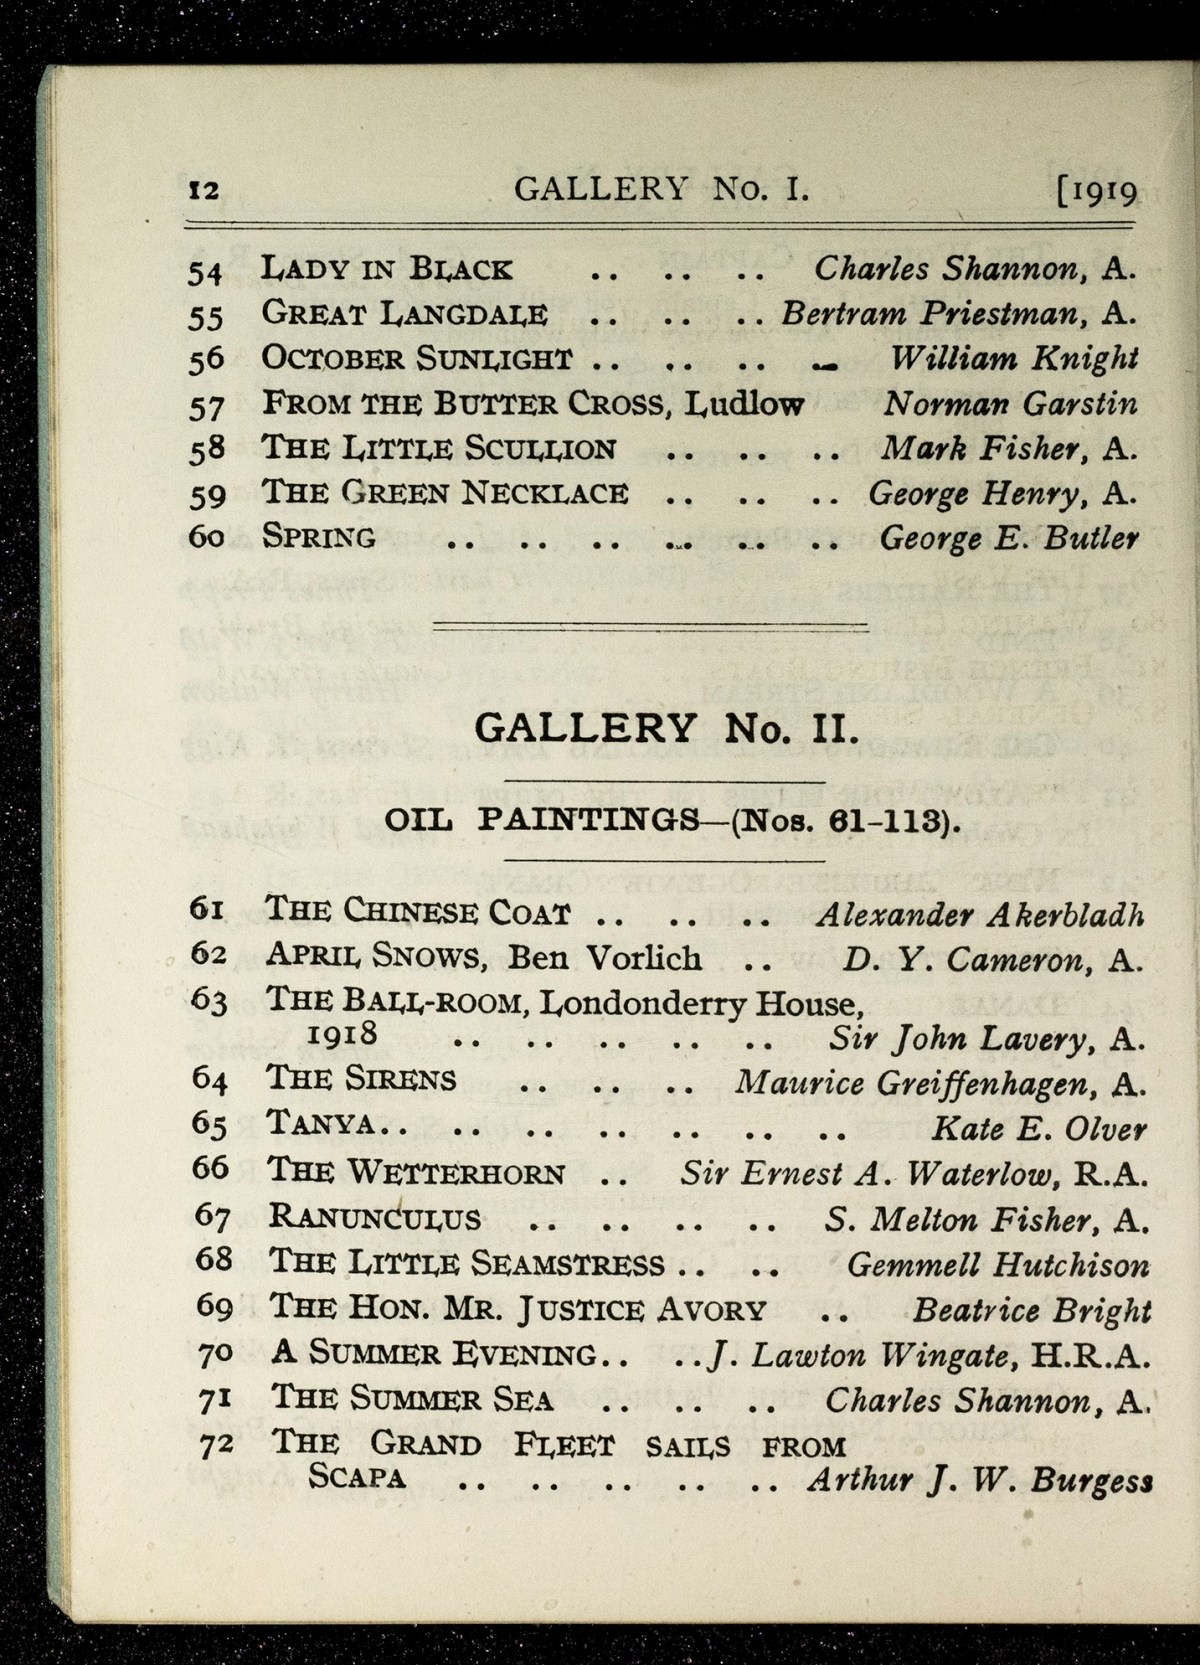 12 GALLERY No. I. [1919
54 LADY IN BLACK .. .. .. Charles Shannon, A.
55 GREAT LANGDALE .. .. .. Bertram Priestman, A.
56 OCTOBER SUNLIGHT .. .. .. .. William Knight
57 FROM THE BUTTER CROSS, Ludlow Norman Garstin
58 THE LITTLE SCULLION .. .. .. Mark Fisher, A.
59 THE GREEN NECKLACE .. .. .. George Henry, A.
60 SPRING .. .. .. .. .. .. George E. Butler
GALLERY No. II.
OIL PAINTINGS—(Nos. 61-113).
61 THE CHINESE COAT .. .. .. Alexander Akerbladh
62 APRIL SNOWS, Ben Vorlich .. D. Y. Cameron, A.
63 THE BALL-ROOM, Londonderry House,
1918 .. .. .. .. .. Sir John Lavery, A.
64 THE SIRENS .. .. .. Maurice Greiffenhagen, A.
65 TANYA.. .. .. .. .. .. .. Kate E. Olver
66 THE WETTERHORN .. Sir Ernest A. Waterlow, R.A.
67 RANUNCULUS .. .. .. .. S. Melton Fisher, A.
68 THE LITTLE SEAMSTRESS .. .. Gemmell Hutchison
69 THE HON. MR. JUSTICE AVORY .. Beatrice Bright
70 A SUMMER EVENING.. .. J. Lawton Wingate, H.R.A.
71 THE SUMMER SEA .. .. .. Charles Shannon, A.
72 THE GRAND FLEET SAILS FROM
SCAPA .. .. .. .. .. Arthur J. W. Burgess